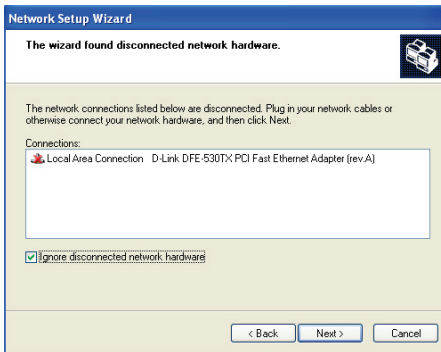 Network Setup Wizard
The wizard found disconnected network hardware.
The network connections listed below are disconnected. Plug in your network cables or
otherwise connect your network hardware, and then click Next.
Connections:
Local Area Connection D-Link DFE-530TX PCI Fast Ethernet Adapter (rev.A)
Ignore disconnected network hardware
< Back Next > Cancel